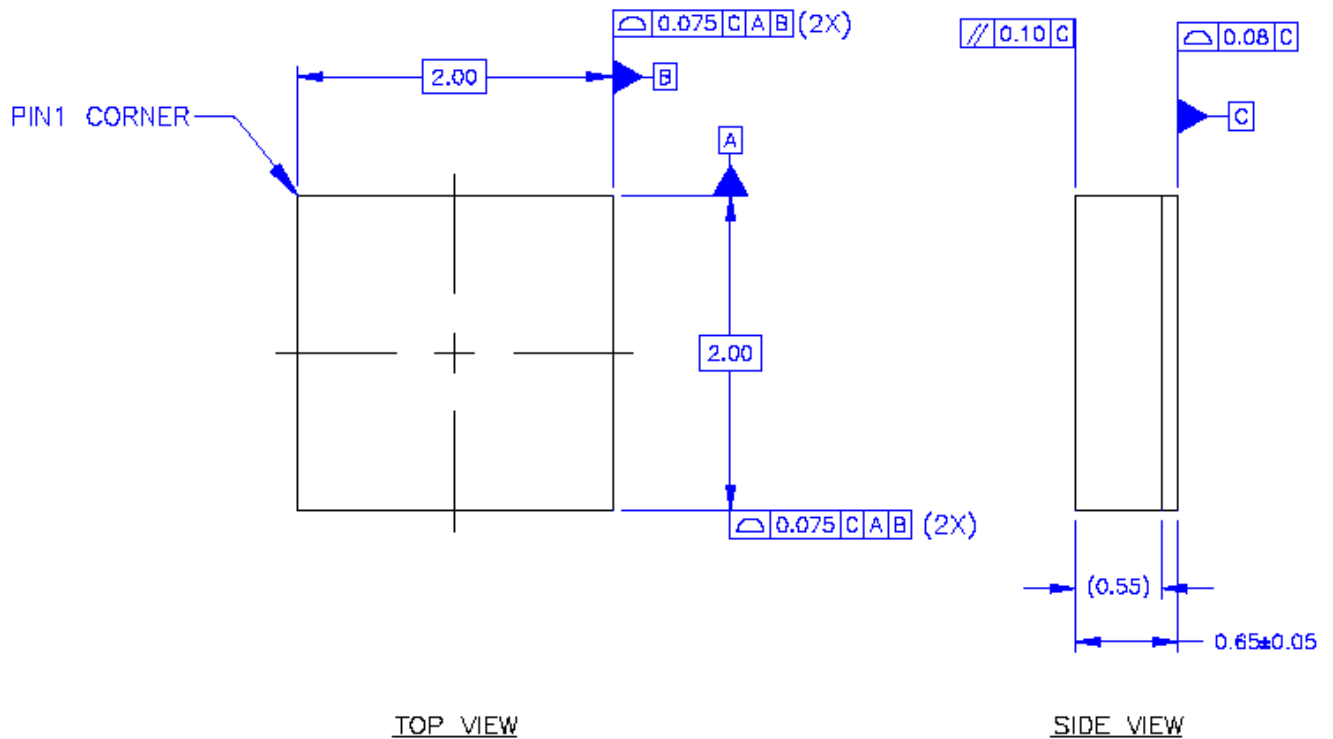 ⌓ 0.075 C A B (2X)
// 0.10 C
⌓ 0.08 C
2.00
B
PIN1 CORNER
A
C
2.00
⌓ 0.075 C A B (2X)
(0.55)
0.65±0.05
TOP VIEW
SIDE VIEW